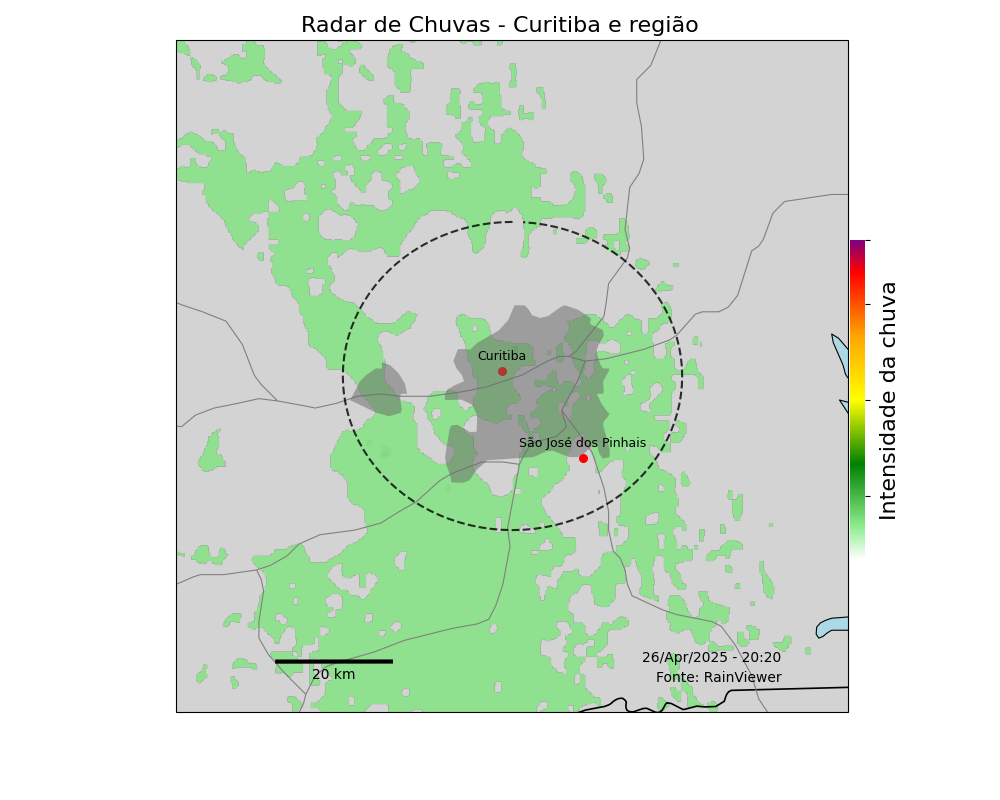 Radar de Chuvas - Curitiba e região
Curitiba
São José dos Pinhais
Intensidade da chuva
26/Apr/2025 - 20:20
Fonte: RainViewer
20 km